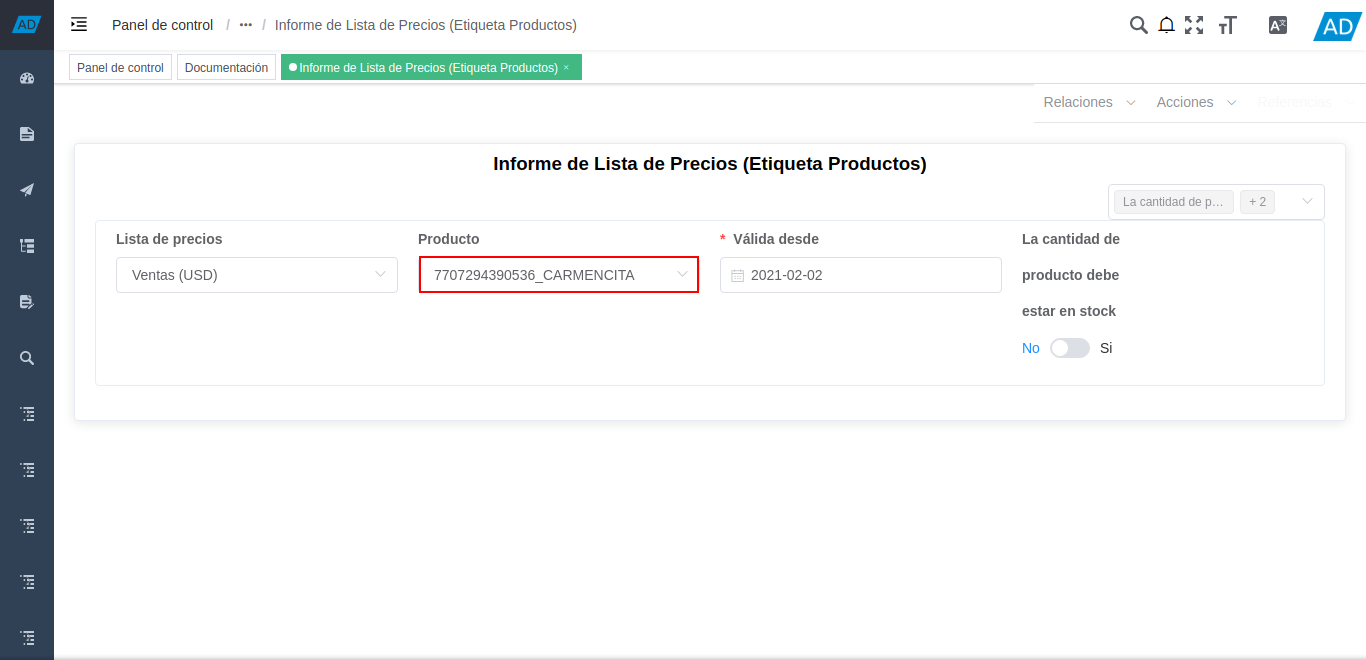 AD
Panel de control / ··· / Informe de Lista de Precios (Etiqueta Productos)
AD
Panel de control
Documentación
Informe de Lista de Precios (Etiqueta Productos) ×
Relaciones
Acciones
Referencias
Informe de Lista de Precios (Etiqueta Productos)
La cantidad de p...
+ 2
Lista de precios
Producto
* Válida desde
La cantidad de
producto debe
estar en stock
Ventas (USD)
7707294390536_CARMENCITA
2021-02-02
No
Si